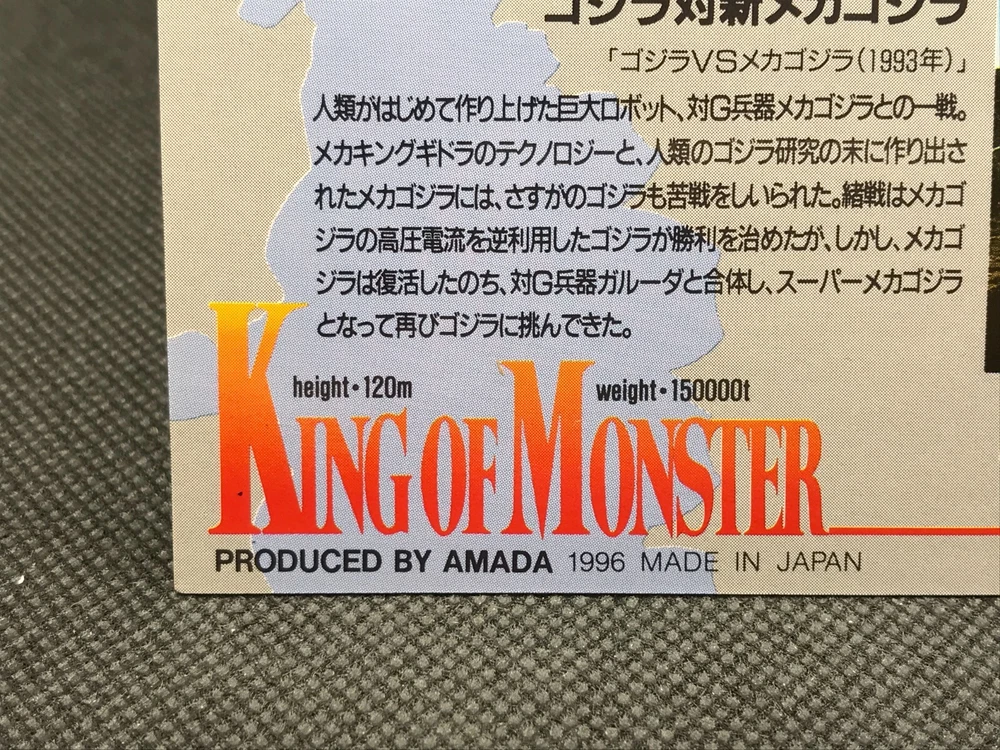 ゴジラ対新メカゴジラ
「ゴジラVSメカゴジラ(1993年)」
人類がはじめて作り上げた巨大ロボット、対G兵器メカゴジラとの一戦。
メカキングギドラのテクノロジーと、人類のゴジラ研究の末に作り出さ
れたメカゴジラには、さすがのゴジラも苦戦をしいられた。緒戦はメカゴ
ジラの高圧電流を逆利用したゴジラが勝利を治めたが、しかし、メカゴ
ジラは復活したのち、対G兵器ガルーダと合体し、スーパーメカゴジラ
となって再びゴジラに挑んできた。
height・120m weight・150000t
KING OF MONSTER
PRODUCED BY AMADA 1996 MADE IN JAPAN